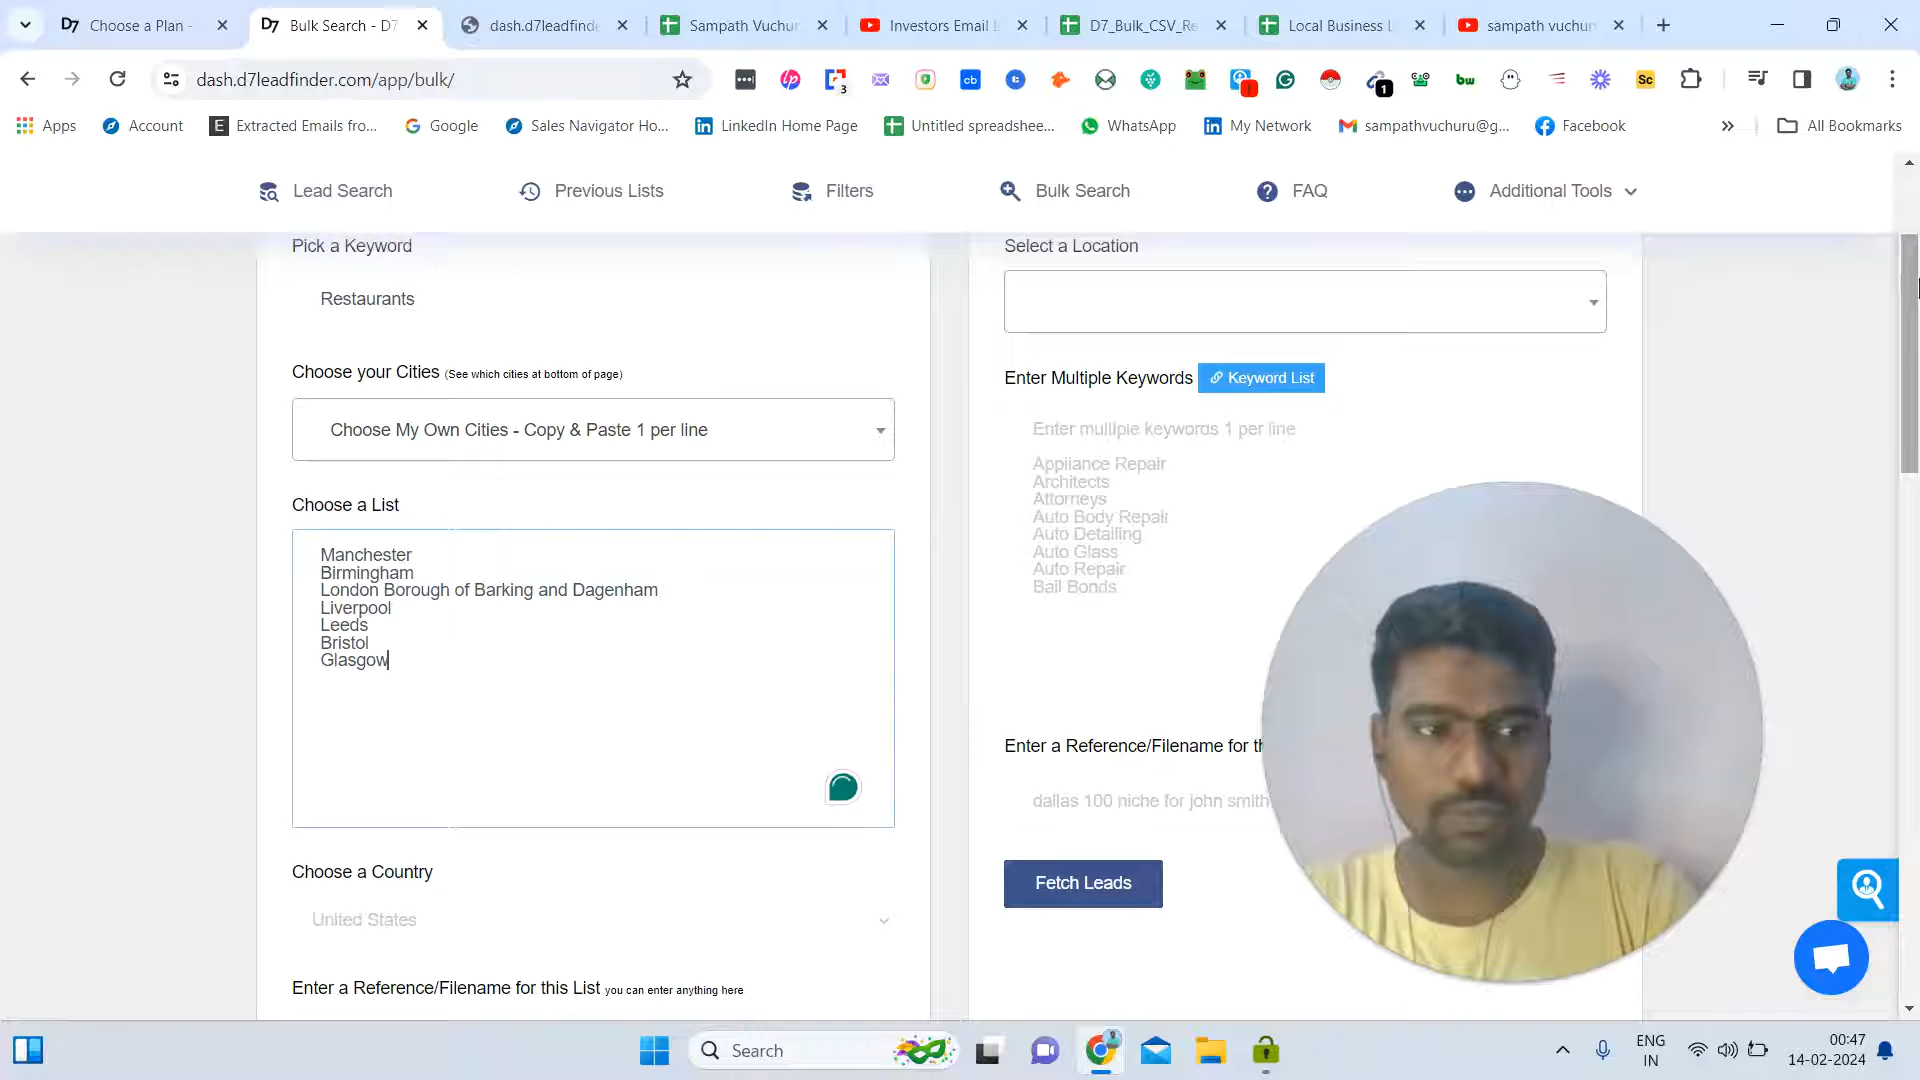 Choose a Plan -
Bulk Search - D7
dash.d7leadfinde
Sampath Vuchur
Investors Email
D7_Bulk_CSV_Re
Local Business L
sampath vuchur
dash.d7leadfinder.com/app/bulk/
Apps
Account
Extracted Emails fro...
Google
Sales Navigator Ho...
LinkedIn Home Page
Untitled spreadshee...
WhatsApp
My Network
sampathvuchuru@g...
Facebook
All Bookmarks
Lead Search
Previous Lists
Filters
Bulk Search
FAQ
Additional Tools
Pick a Keyword
Restaurants
Choose your Cities (See which cities at bottom of page)
Choose My Own Cities - Copy & Paste 1 per line
Choose a List
Manchester
Birmingham
London Borough of Barking and Dagenham
Liverpool
Leeds
Bristol
Glasgow
Choose a Country
United States
Enter a Reference/Filename for this List you can enter anything here
Select a Location
Enter Multiple Keywords Keyword List
Enter multiple keywords 1 per line
Appliance Repair
Architects
Attorneys
Auto Body Repair
Auto Detailing
Auto Glass
Auto Repair
Bail Bonds
Enter a Reference/Filename for th
dallas 100 niche for john smith
Fetch Leads
Search
ENG
IN
00:47
14-02-2024